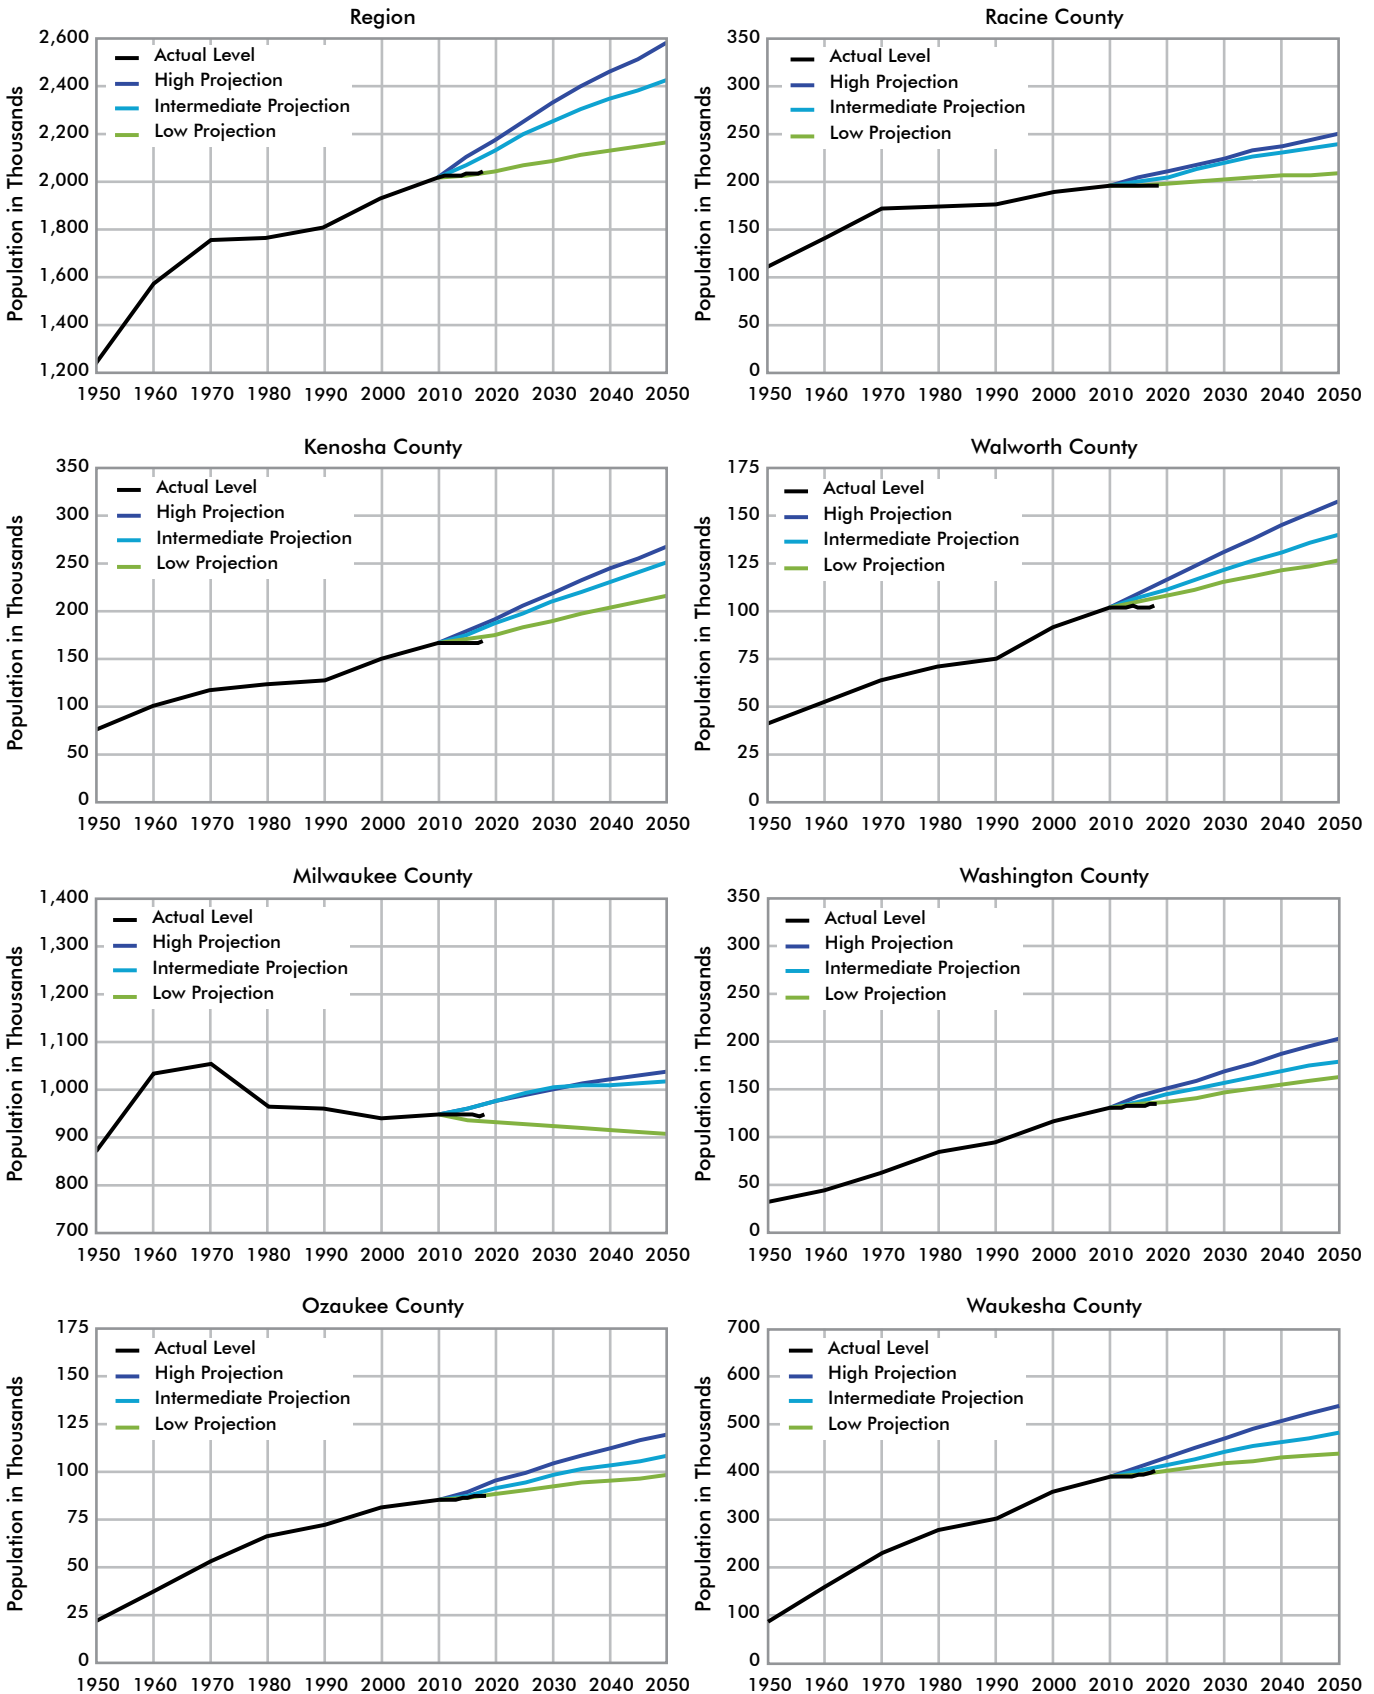 Region
Population in Thousands
2,600
2,400
2,200
2,000
1,800
1,600
1,400
1,200
Actual Level
High Projection
Intermediate Projection
Low Projection
1950 1960 1970 1980 1990 2000 2010 2020 2030 2040 2050
Racine County
Population in Thousands
350
300
250
200
150
100
50
0
Actual Level
High Projection
Intermediate Projection
Low Projection
1950 1960 1970 1980 1990 2000 2010 2020 2030 2040 2050
Kenosha County
Population in Thousands
350
300
250
200
150
100
50
0
Actual Level
High Projection
Intermediate Projection
Low Projection
1950 1960 1970 1980 1990 2000 2010 2020 2030 2040 2050
Walworth County
Population in Thousands
175
150
125
100
75
50
25
0
Actual Level
High Projection
Intermediate Projection
Low Projection
1950 1960 1970 1980 1990 2000 2010 2020 2030 2040 2050
Milwaukee County
Population in Thousands
1,400
1,300
1,200
1,100
1,000
900
800
700
Actual Level
High Projection
Intermediate Projection
Low Projection
1950 1960 1970 1980 1990 2000 2010 2020 2030 2040 2050
Washington County
Population in Thousands
350
300
250
200
150
100
50
0
Actual Level
High Projection
Intermediate Projection
Low Projection
1950 1960 1970 1980 1990 2000 2010 2020 2030 2040 2050
Ozaukee County
Population in Thousands
175
150
125
100
75
50
25
0
Actual Level
High Projection
Intermediate Projection
Low Projection
1950 1960 1970 1980 1990 2000 2010 2020 2030 2040 2050
Waukesha County
Population in Thousands
700
600
500
400
300
200
100
0
Actual Level
High Projection
Intermediate Projection
Low Projection
1950 1960 1970 1980 1990 2000 2010 2020 2030 2040 2050